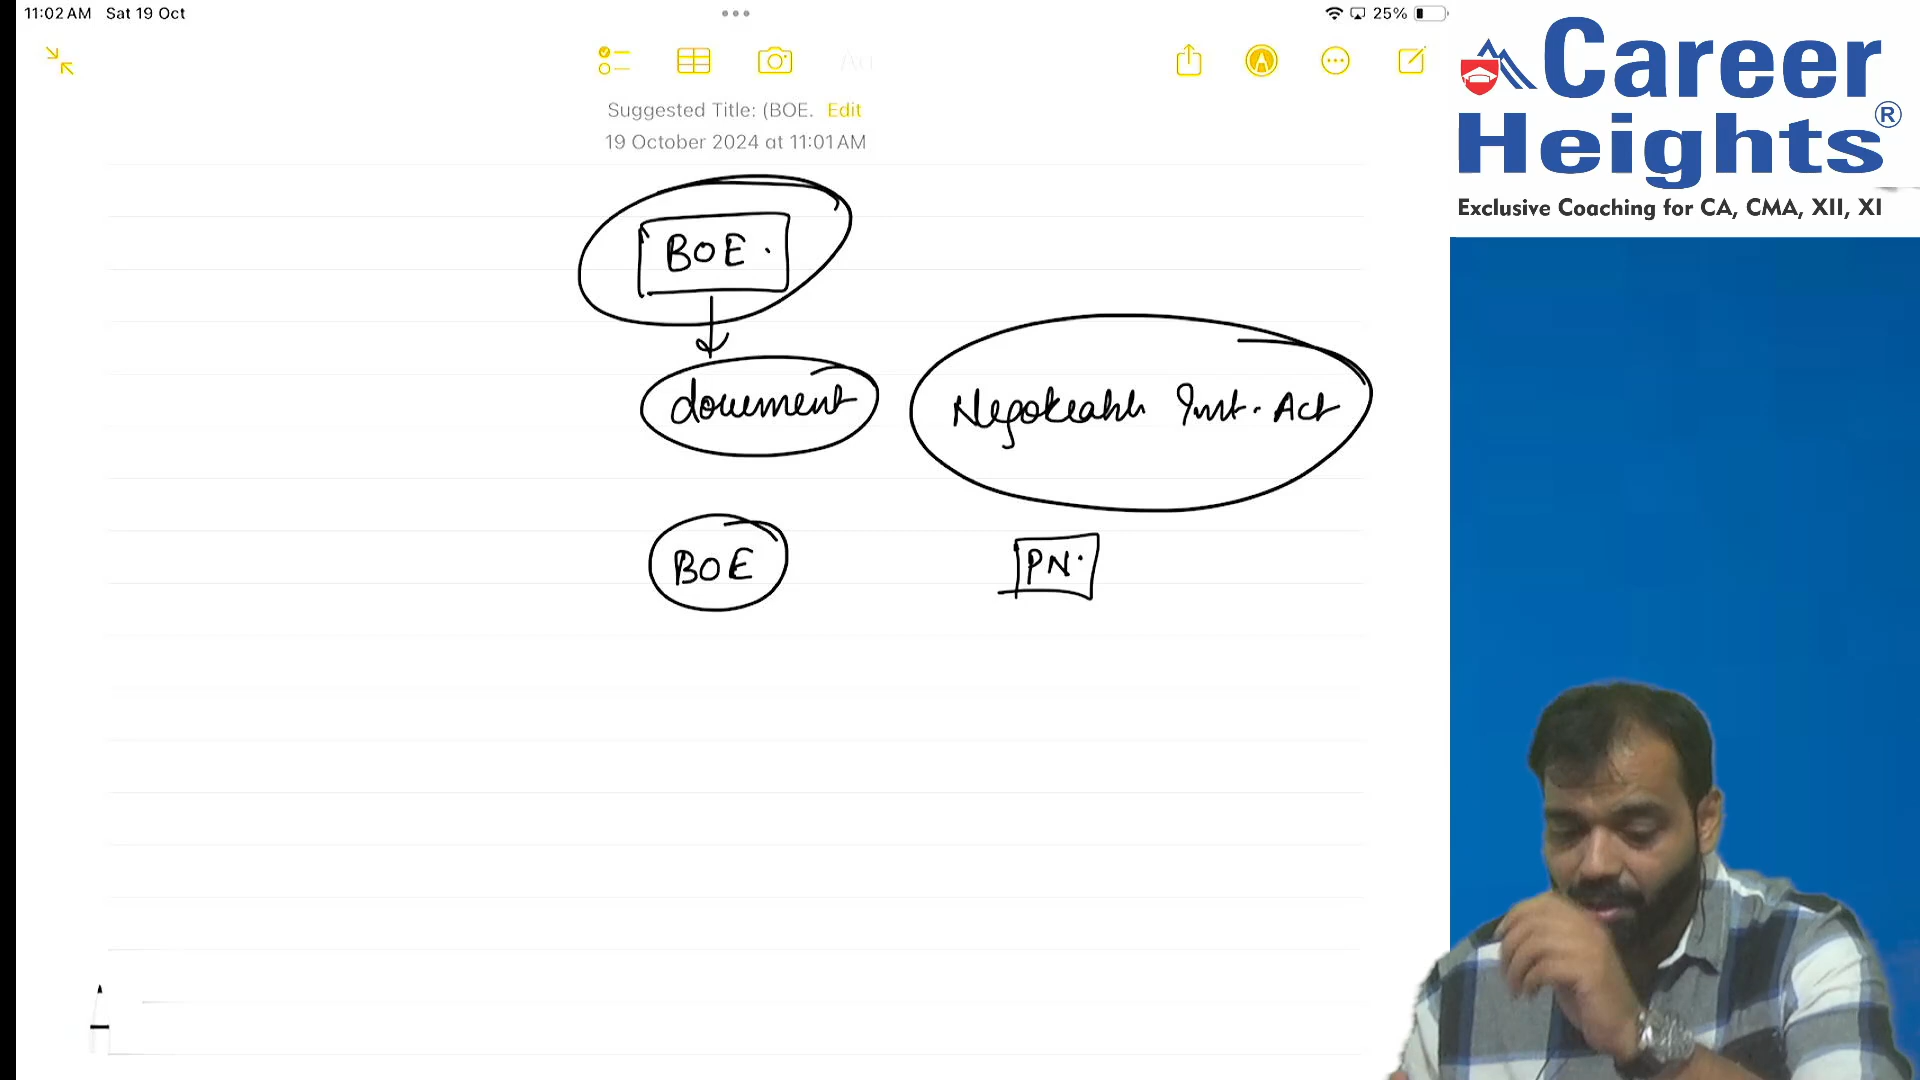 11:02 AM Sat 19 Oct
25%
Suggested Title: (BOE. Edit
19 October 2024 at 11:01 AM
Career
Heights®
Exclusive Coaching for CA, CMA, XII, XI
BOE.
document
Negotiable Inst. Act
BOE
PN.